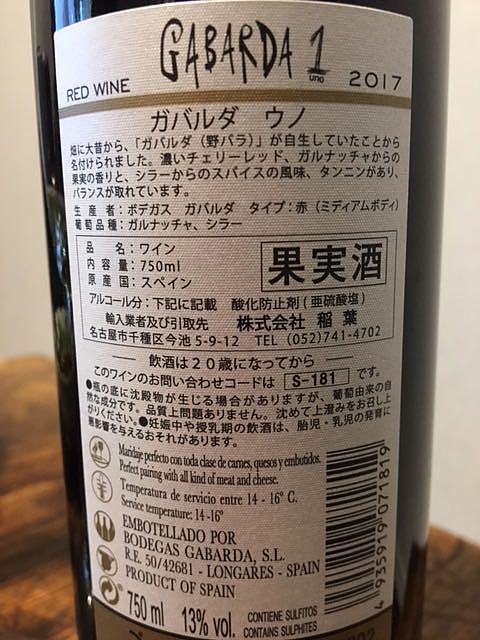 GABARDA 1
uno
RED WINE
2017
ガバルダ ウノ
畑に大昔から、「ガバルダ（野バラ）」が自生していたことから
名付けられました。濃いチェリーレッド、ガルナッチャからの
果実の香りと、シラーからのスパイスの風味、タンニンがあり、
バランスが取れています。
生産者：ボデガス ガバルダ タイプ：赤（ミディアムボディ）
葡萄品種：ガルナッチャ、シラー
品名：ワイン
内容量：750ml
原産国：スペイン
果実酒
アルコール分：下記に記載 酸化防止剤（亜硫酸塩）
輸入業者及び引取先 株式会社 稲葉
名古屋市千種区今池 5-9-12 TEL (052)741-4702
飲酒は２０歳になってから
このワインのお問い合わせコードは S-181 です。
●瓶の底に沈殿物が生じる場合がありますが、葡萄由来の自
然な成分です。品質上問題ありません。沈めて上澄みをお召し上
がりください。●妊娠中や授乳期の飲酒は、胎児・乳児の発育に
悪影響を与えるおそれがあります。
Maridaje perfecto con toda clase de carnes, quesos y embutidos.
Perfect pairing with all kind of meat and cheese.
Temperatura de servicio entre 14 - 16° C.
Service temperature: 14-16°
EMBOTELLADO POR
BODEGAS GABARDA, S.L.
R.E. 50/42681 - LONGARES - SPAIN
PRODUCT OF SPAIN
750 ml 13% vol.
CONTIENE SULFITOS
CONTAINS SULPHITES
4 935919 071819